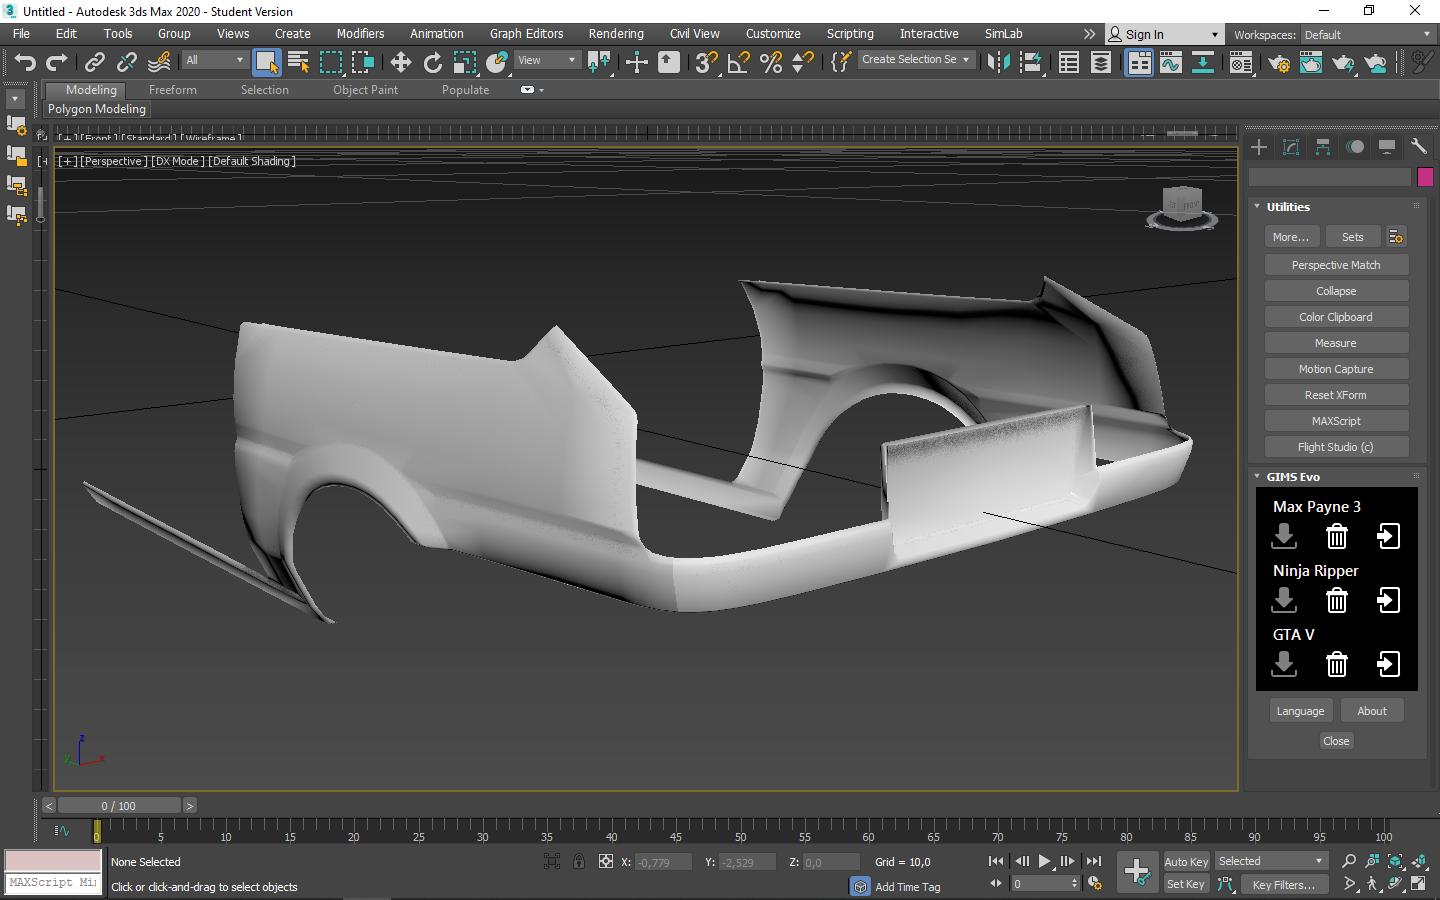 Untitled - Autodesk 3ds Max 2020 - Student Version
File Edit Tools Group Views Create Modifiers Animation Graph Editors Rendering Civil View Customize Scripting Interactive SimLab Sign In Workspaces: Default
All View Create Selection Se
Modeling Freeform Selection Object Paint Populate
Polygon Modeling
[+] [Front] [Standard] [Wireframe]
[+] [Perspective] [DX Mode] [Default Shading]
Utilities
More... Sets
Perspective Match
Collapse
Color Clipboard
Measure
Motion Capture
Reset XForm
MAXScript
Flight Studio (c)
GIMS Evo
Max Payne 3
Ninja Ripper
GTA V
Language About
Close
z
y x
< 0 / 100 >
0 5 10 15 20 25 30 35 40 45 50 55 60 65 70 75 80 85 90 95 100
None Selected X: -0,779 Y: -2,529 Z: 0,0 Grid = 10,0 Auto Key Selected
MAXScript Mi Click or click-and-drag to select objects Add Time Tag 0 Set Key Key Filters...